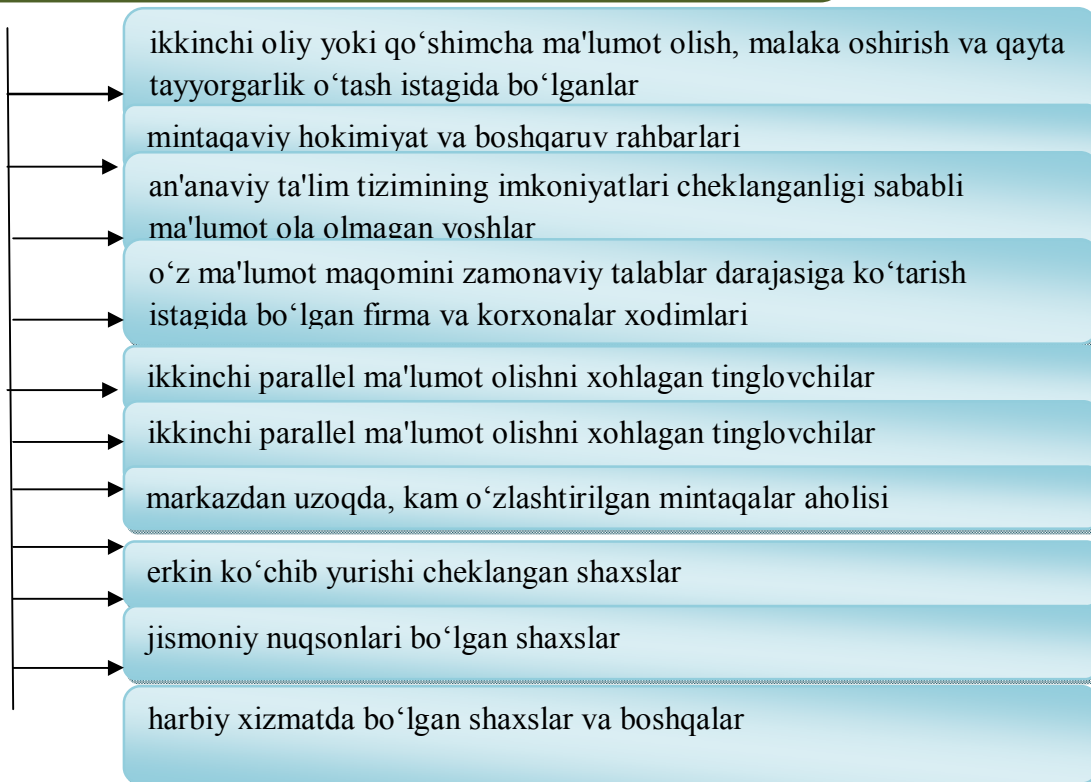 ikkinchi oliy yoki qo‘shimcha ma'lumot olish, malaka oshirish va qayta
tayyorgarlik o‘tash istagida bo‘lganlar
mintaqaviy hokimiyat va boshqaruv rahbarlari
an'anaviy ta'lim tizimining imkoniyatlari cheklanganligi sababli
ma'lumot ola olmagan yoshlar
o‘z ma'lumot maqomini zamonaviy talablar darajasiga ko‘tarish
istagida bo‘lgan firma va korxonalar xodimlari
ikkinchi parallel ma'lumot olishni xohlagan tinglovchilar
ikkinchi parallel ma'lumot olishni xohlagan tinglovchilar
markazdan uzoqda, kam o‘zlashtirilgan mintaqalar aholisi
erkin ko‘chib yurishi cheklangan shaxslar
jismoniy nuqsonlari bo‘lgan shaxslar
harbiy xizmatda bo‘lgan shaxslar va boshqalar